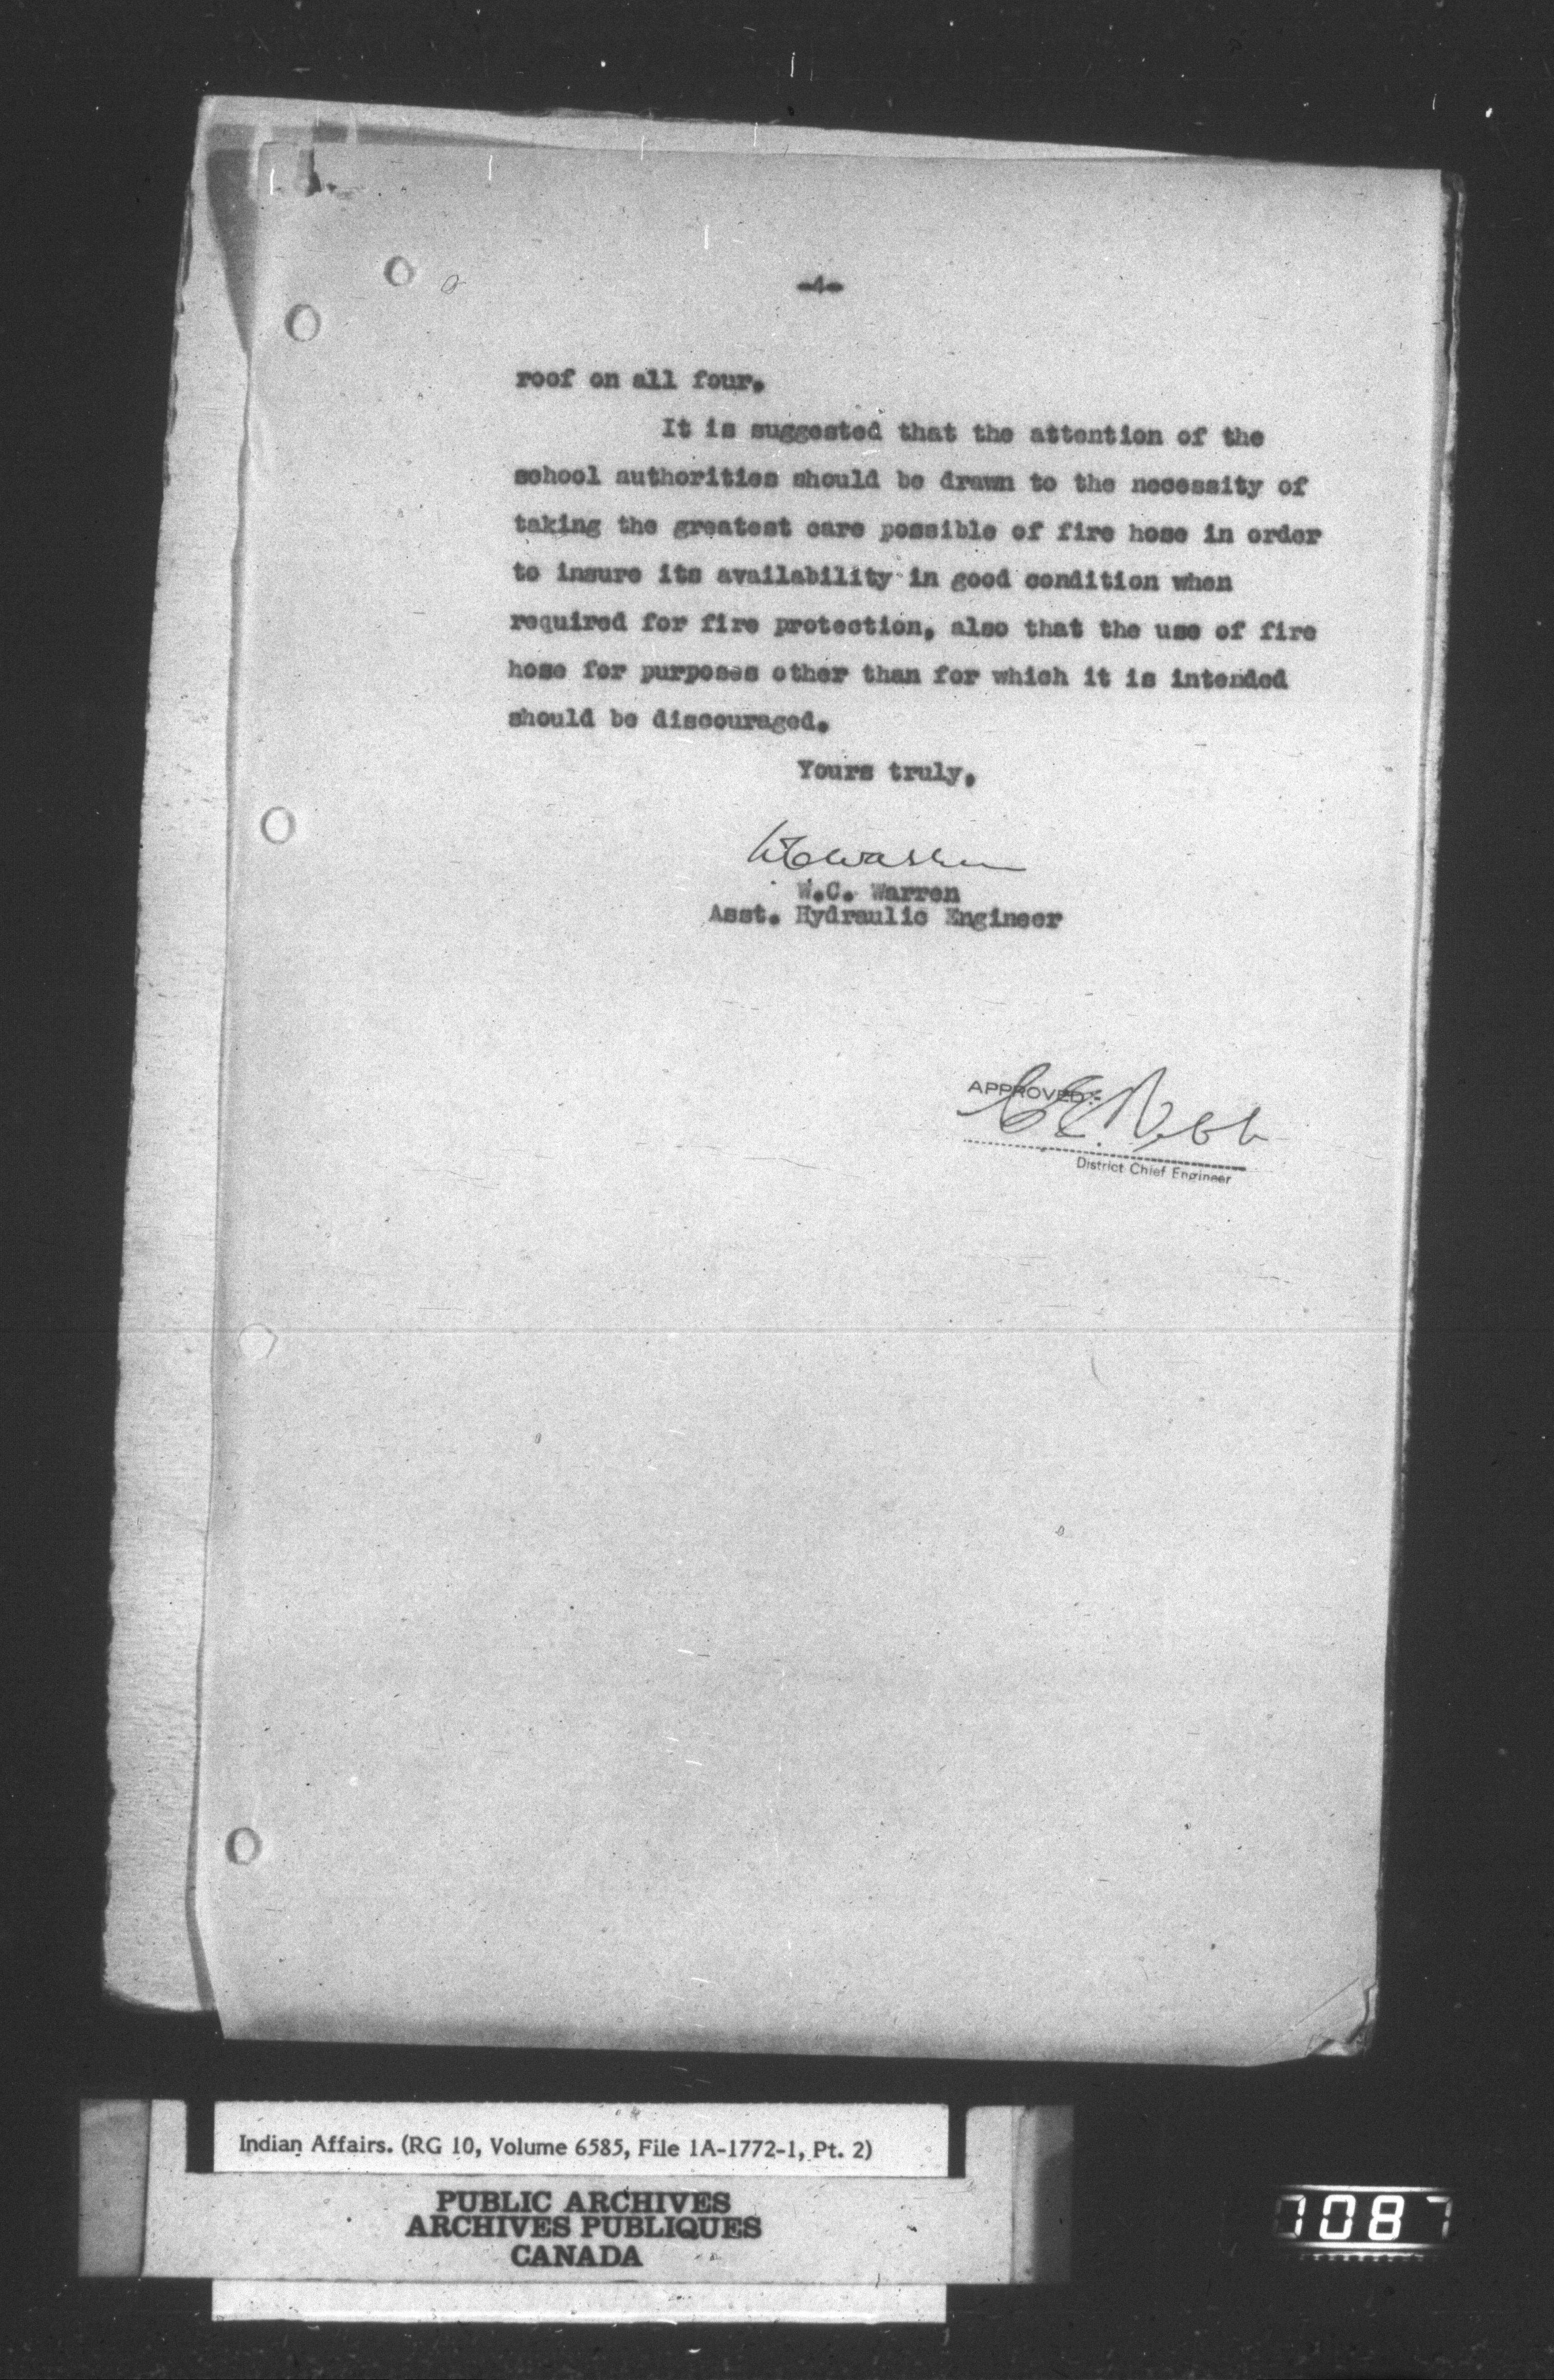 -4-
roof on all four.
It is suggested that the attention of the
school authorities should be drawn to the necessity of
taking the greatest care possible of fire hose in order
to insure its availability in good condition when
required for fire protection, also that the use of fire
hose for purposes other than for which it is intended
should be discouraged.
Yours truly,
WC Warren
W.C. Warren
Asst. Hydraulic Engineer
APPROVED:-
C.E. Webb
District Chief Engineer
Indian Affairs. (RG 10, Volume 6585, File 1A-1772-1, Pt. 2)
PUBLIC ARCHIVES
ARCHIVES PUBLIQUES
CANADA
7087